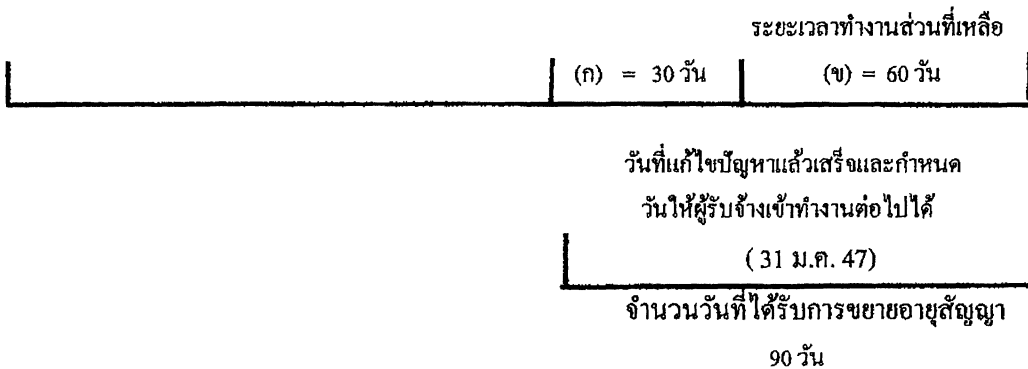 ระยะเวลาทำงานส่วนที่เหลือ
(ก) = 30 วัน (ข) = 60 วัน
วันที่แก้ไขปัญหาแล้วเสร็จและกำหนด
วันให้ผู้รับจ้างเข้าทำงานต่อไปได้
( 31 ม.ค. 47)
จำนวนวันที่ได้รับการขยายอายุสัญญา
90 วัน